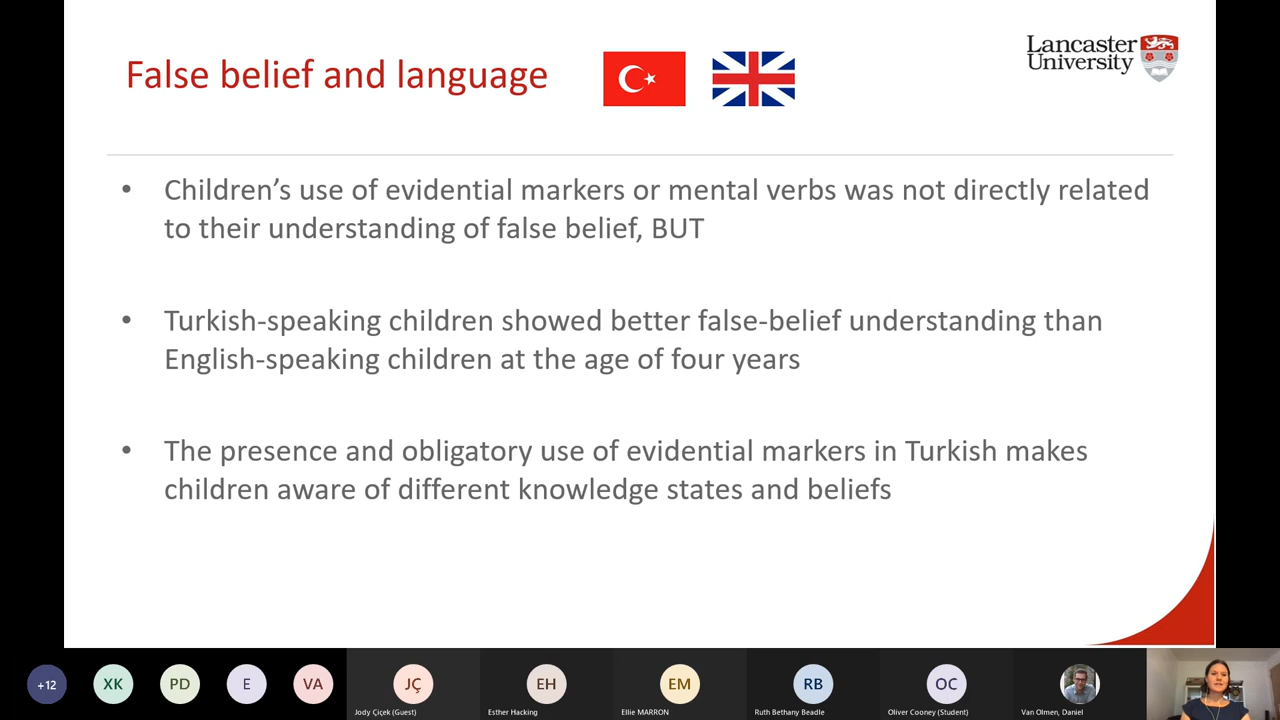 False belief and language
Lancaster
University
• Children’s use of evidential markers or mental verbs was not directly related
to their understanding of false belief, BUT
• Turkish-speaking children showed better false-belief understanding than
English-speaking children at the age of four years
• The presence and obligatory use of evidential markers in Turkish makes
children aware of different knowledge states and beliefs
+12
XK
PD
E
VA
JÇ
EH
EM
RB
OC
Jody Çiçek (Guest)
Esther Hacking
Ellie MARRON
Ruth Bethany Beadle
Oliver Cooney (Student)
Van Olmen, Daniel